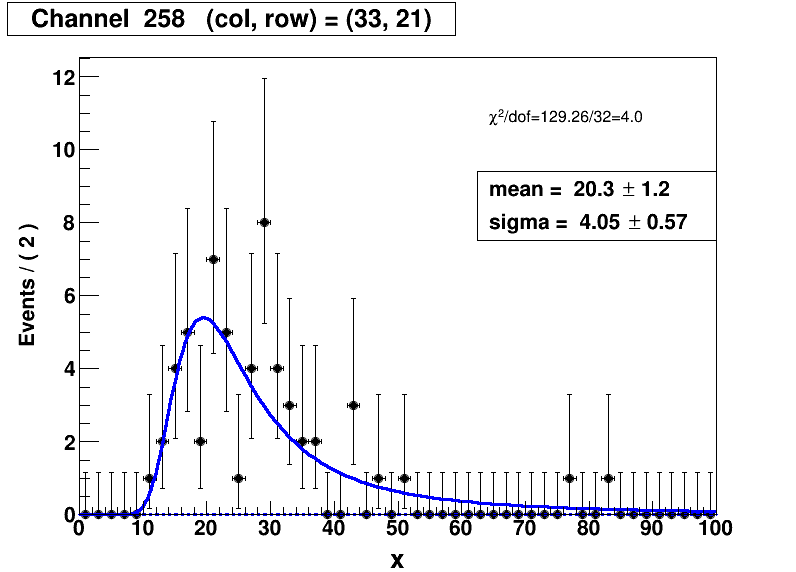 Channel 258 (col, row) = (33, 21)
χ²/dof=129.26/32=4.0
mean = 20.3 ± 1.2
sigma = 4.05 ± 0.57
Events / ( 2 )
12
10
8
6
4
2
0
0 10 20 30 40 50 60 70 80 90 100
x